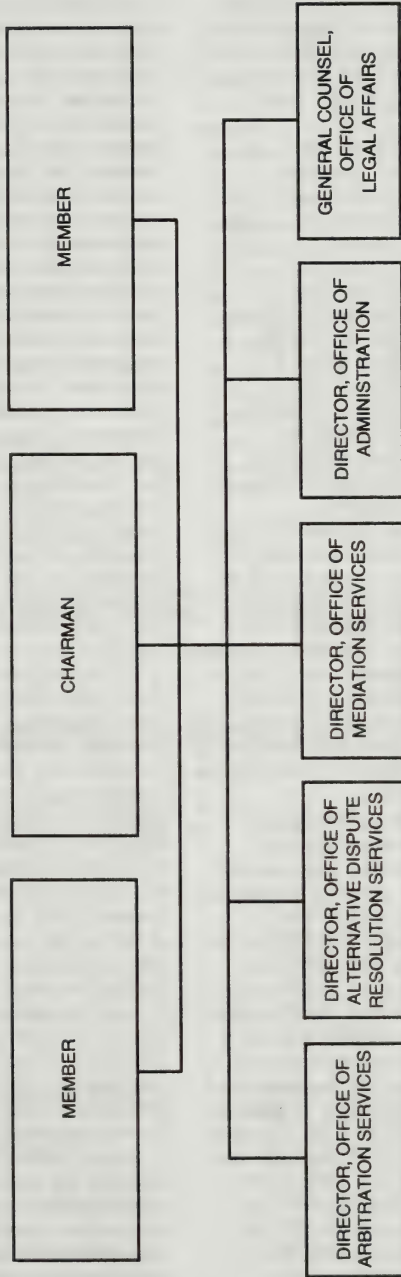 MEMBER
CHAIRMAN
MEMBER
DIRECTOR, OFFICE OF
ARBITRATION SERVICES
DIRECTOR, OFFICE OF
ALTERNATIVE DISPUTE
RESOLUTION SERVICES
DIRECTOR, OFFICE OF
MEDIATION SERVICES
DIRECTOR, OFFICE OF
ADMINISTRATION
GENERAL COUNSEL,
OFFICE OF
LEGAL AFFAIRS